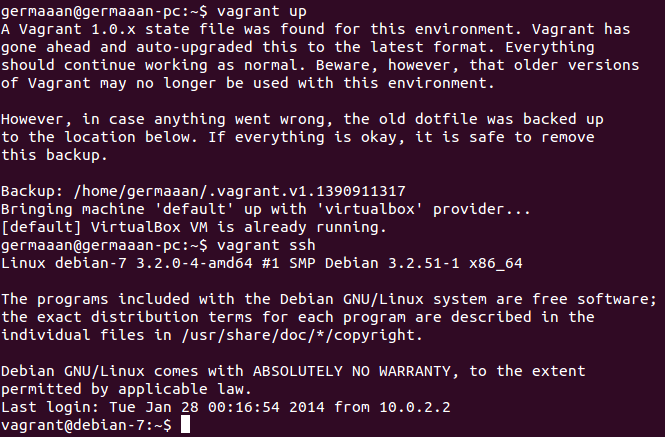 germaaan@germaaan-pc:~$ vagrant up
A Vagrant 1.0.x state file was found for this environment. Vagrant has
gone ahead and auto-upgraded this to the latest format. Everything
should continue working as normal. Beware, however, that older versions
of Vagrant may no longer be used with this environment.
However, in case anything went wrong, the old dotfile was backed up
to the location below. If everything is okay, it is safe to remove
this backup.
Backup: /home/germaaan/.vagrant.v1.1390911317
Bringing machine 'default' up with 'virtualbox' provider...
[default] VirtualBox VM is already running.
germaaan@germaaan-pc:~$ vagrant ssh
Linux debian-7 3.2.0-4-amd64 #1 SMP Debian 3.2.51-1 x86_64
The programs included with the Debian GNU/Linux system are free software;
the exact distribution terms for each program are described in the
individual files in /usr/share/doc/*/copyright.
Debian GNU/Linux comes with ABSOLUTELY NO WARRANTY, to the extent
permitted by applicable law.
Last login: Tue Jan 28 00:16:54 2014 from 10.0.2.2
vagrant@debian-7:~$